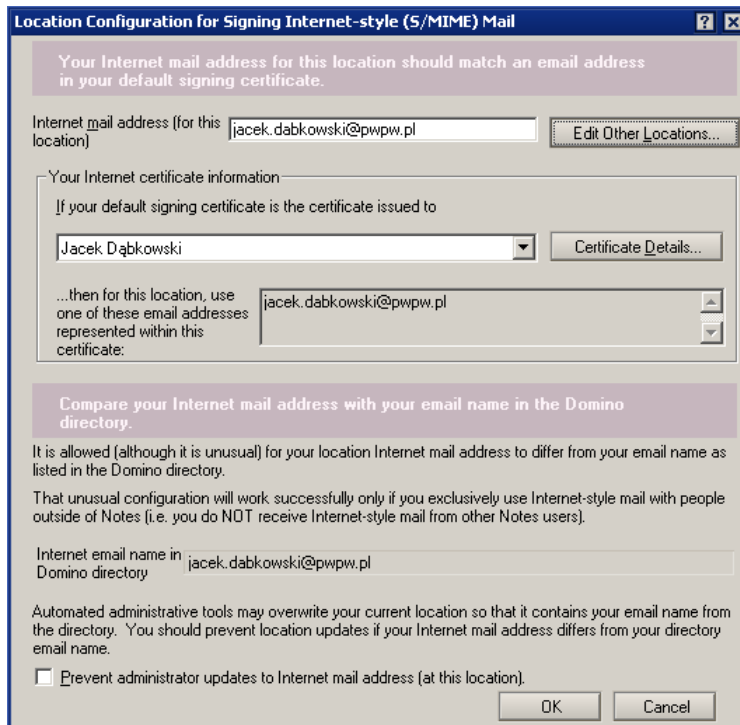 Location Configuration for Signing Internet-style (S/MIME) Mail
Your Internet mail address for this location should match an email address
in your default signing certificate.
Internet mail address (for this
location)
jacek.dabkowski@pwpw.pl
Edit Other Locations...
Your Internet certificate information
If your default signing certificate is the certificate issued to
Jacek Dąbkowski
Certificate Details...
...then for this location, use
one of these email addresses
represented within this
certificate:
jacek.dabkowski@pwpw.pl
Compare your Internet mail address with your email name in the Domino
directory.
It is allowed (although it is unusual) for your location Internet mail address to differ from your email name as
listed in the Domino directory.
That unusual configuration will work successfully only if you exclusively use Internet-style mail with people
outside of Notes (i.e. you do NOT receive Internet-style mail from other Notes users).
Internet email name in
Domino directory
jacek.dabkowski@pwpw.pl
Automated administrative tools may overwrite your current location so that it contains your email name from
the directory. You should prevent location updates if your Internet mail address differs from your directory
email name.
Prevent administrator updates to Internet mail address (at this location).
OK
Cancel